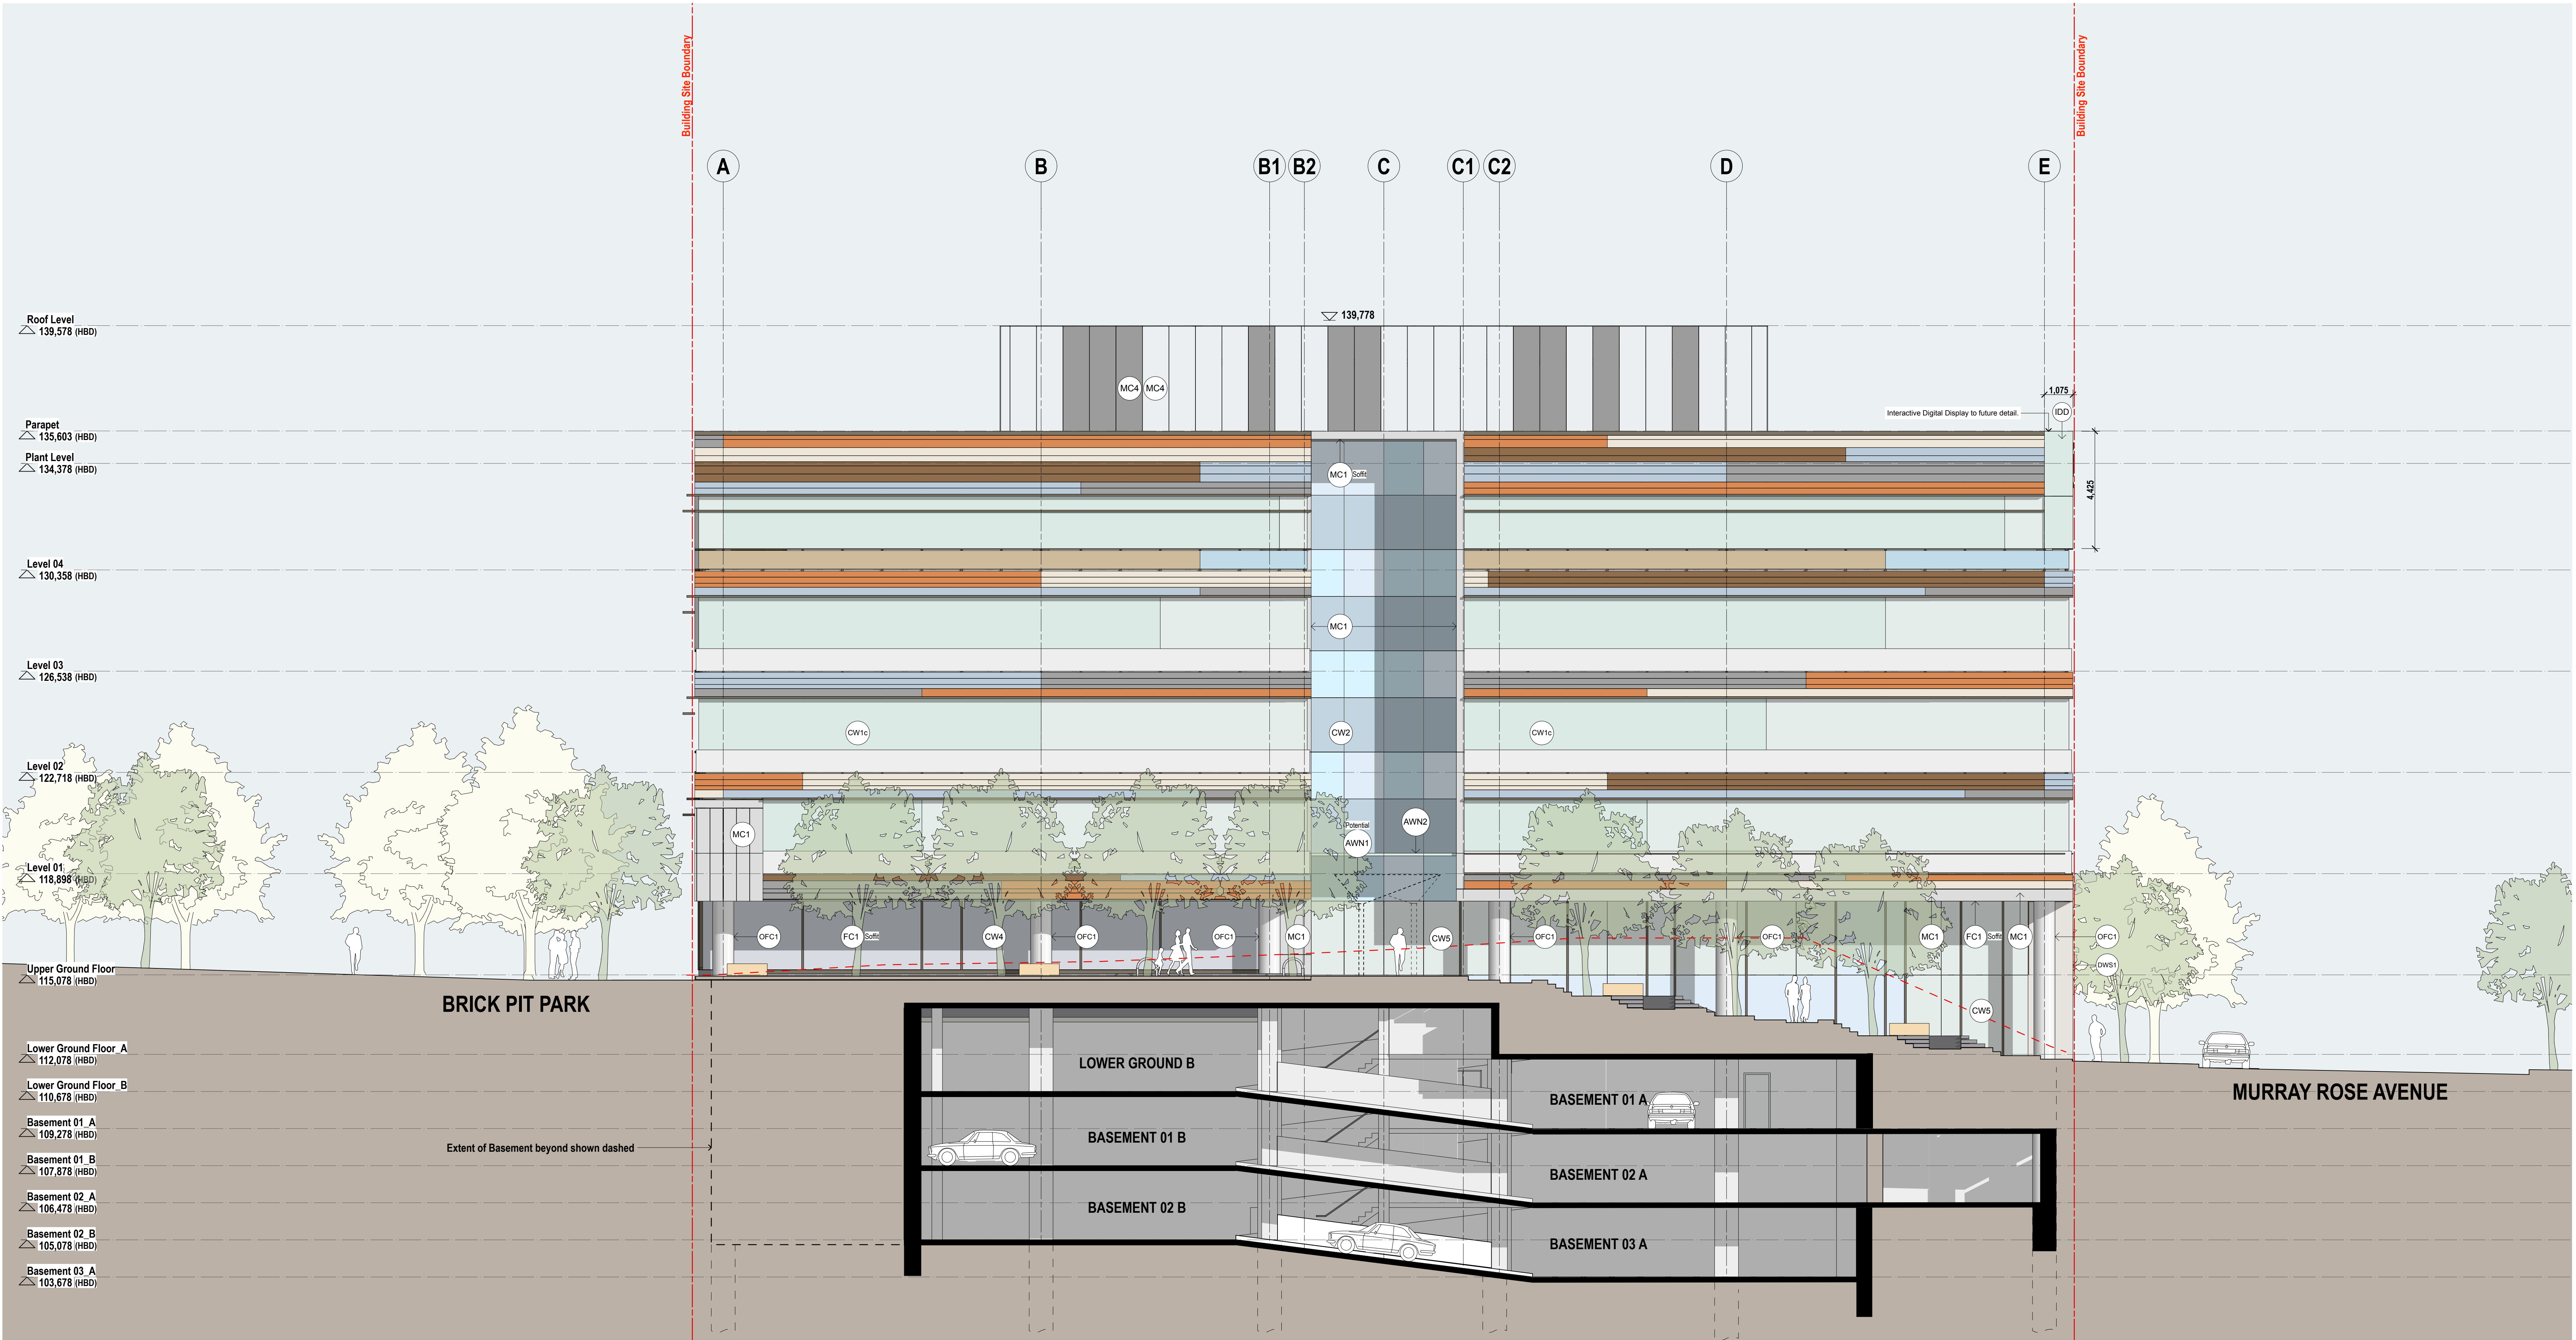 Building Site Boundary
Building Site Boundary
A
B
B1
B2
C
C1
C2
D
E
Roof Level
139,578 (HBD)
139,778
MC4
MC4
1,075
Interactive Digital Display to future detail.
IDD
Parapet
135,603 (HBD)
Plant Level
134,378 (HBD)
MC1
Soffit
4,425
Level 04
130,358 (HBD)
MC1
Level 03
126,538 (HBD)
CW1c
CW2
CW1c
Level 02
122,718 (HBD)
MC1
Potential
AWN1
AWN2
Level 01
118,898 (HBD)
OFC1
FC1
Soffit
CW4
OFC1
OFC1
MC1
CW5
OFC1
OFC1
MC1
FC1
Soffit
MC1
OFC1
DWS1
Upper Ground Floor
115,078 (HBD)
BRICK PIT PARK
CW5
Lower Ground Floor_A
112,078 (HBD)
LOWER GROUND B
Lower Ground Floor_B
110,678 (HBD)
BASEMENT 01 A
MURRAY ROSE AVENUE
Basement 01_A
109,278 (HBD)
Extent of Basement beyond shown dashed
BASEMENT 01 B
Basement 01_B
107,878 (HBD)
BASEMENT 02 A
Basement 02_A
106,478 (HBD)
BASEMENT 02 B
Basement 02_B
105,078 (HBD)
BASEMENT 03 A
Basement 03_A
103,678 (HBD)